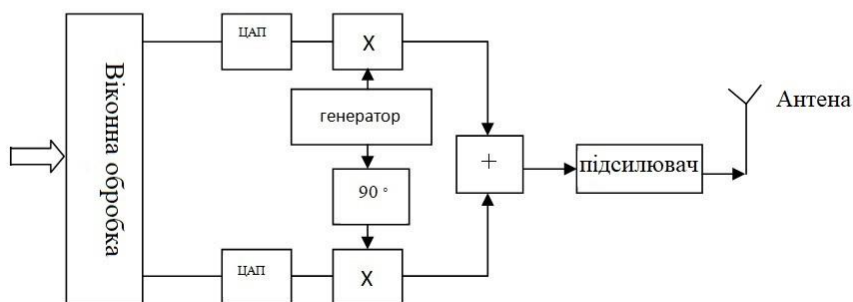 Віконна обробка
ЦАП
X
генератор
90 °
ЦАП
X
+
підсилювач
Антена